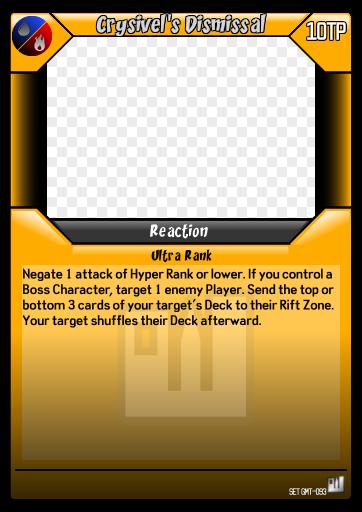 Crysivel's Dismissal
10TP
Reaction
Ultra Rank
Negate 1 attack of Hyper Rank or lower. If you control a
Boss Character, target 1 enemy Player. Send the top or
bottom 3 cards of your target's Deck to their Rift Zone.
Your target shuffles their Deck afterward.
SET GMT-093